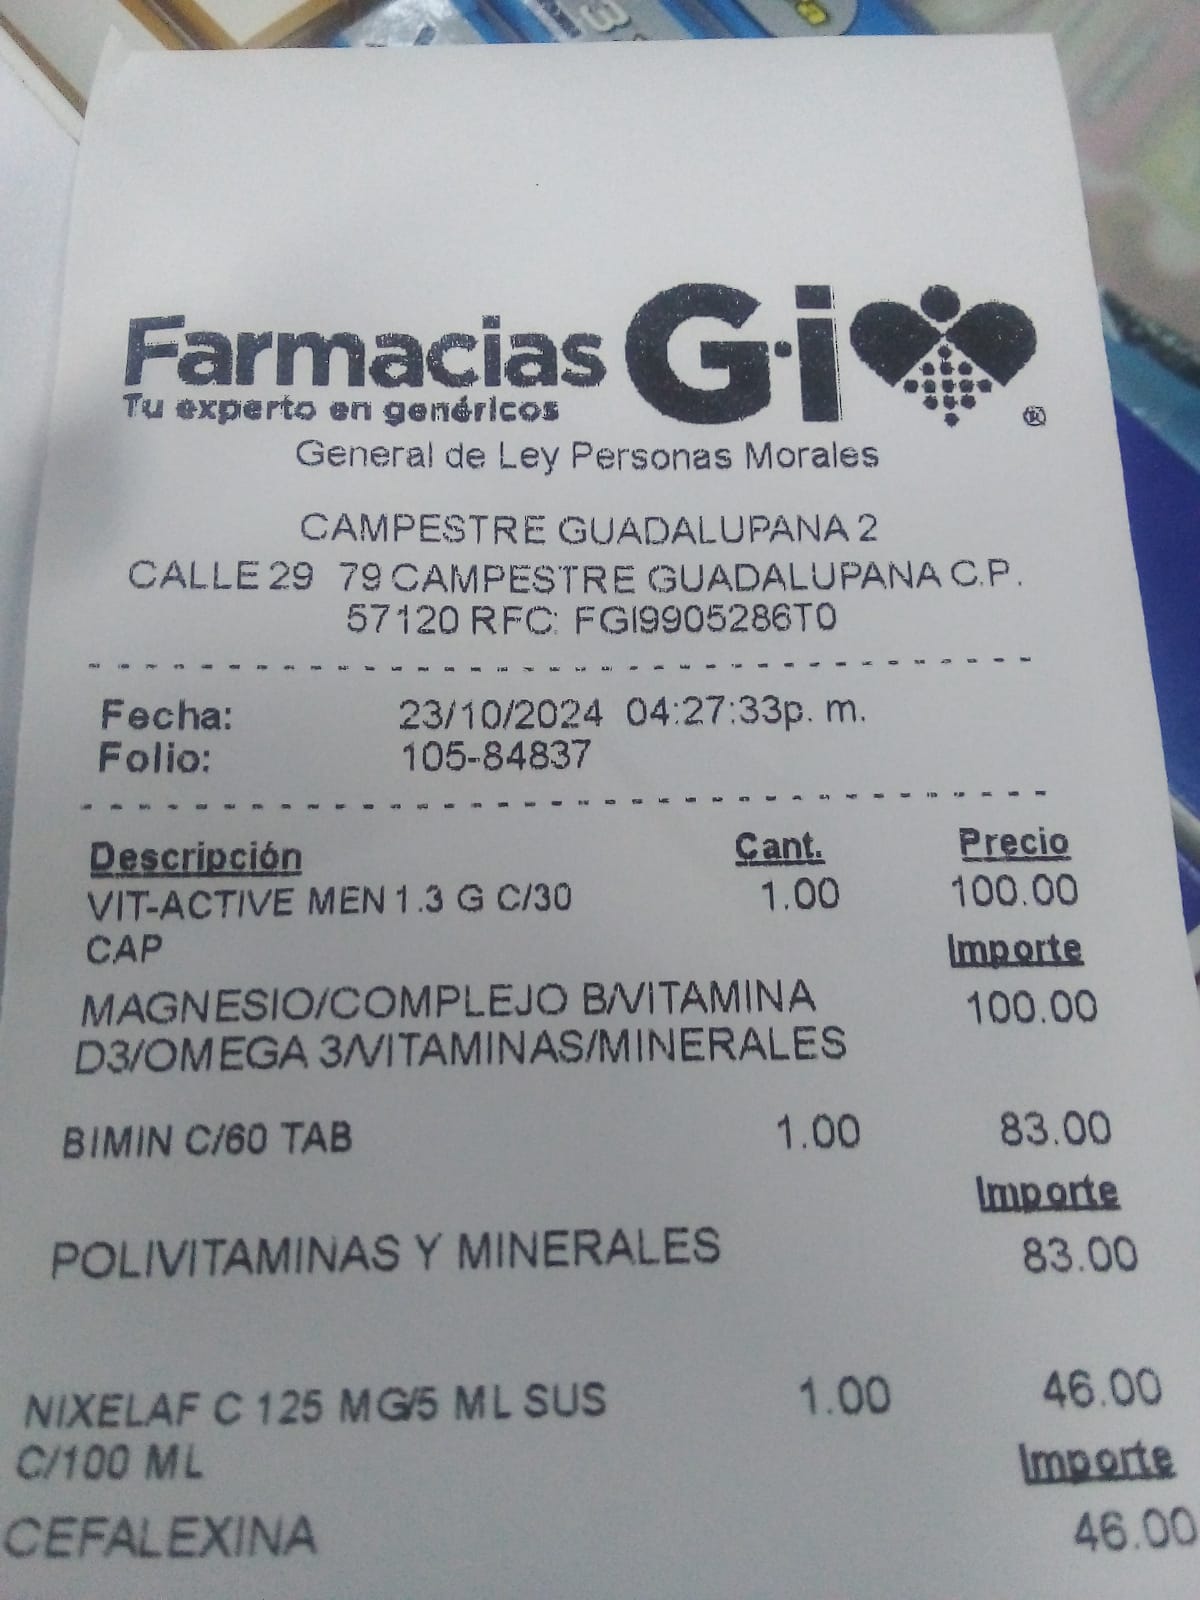 Farmacias G·i
Tu experto en genéricos
®
General de Ley Personas Morales
CAMPESTRE GUADALUPANA 2
CALLE 29 79 CAMPESTRE GUADALUPANA C.P.
57120 RFC: FGI9905286T0
Fecha: 23/10/2024 04:27:33p. m.
Folio: 105-84837
Descripción Cant. Precio
VIT-ACTIVE MEN 1.3 G C/30 1.00 100.00
CAP Importe
MAGNESIO/COMPLEJO B/VITAMINA 100.00
D3/OMEGA 3/VITAMINAS/MINERALES
BIMIN C/60 TAB 1.00 83.00
Importe
POLIVITAMINAS Y MINERALES 83.00
NIXELAF C 125 MG/5 ML SUS 1.00 46.00
C/100 ML Importe
CEFALEXINA 46.00